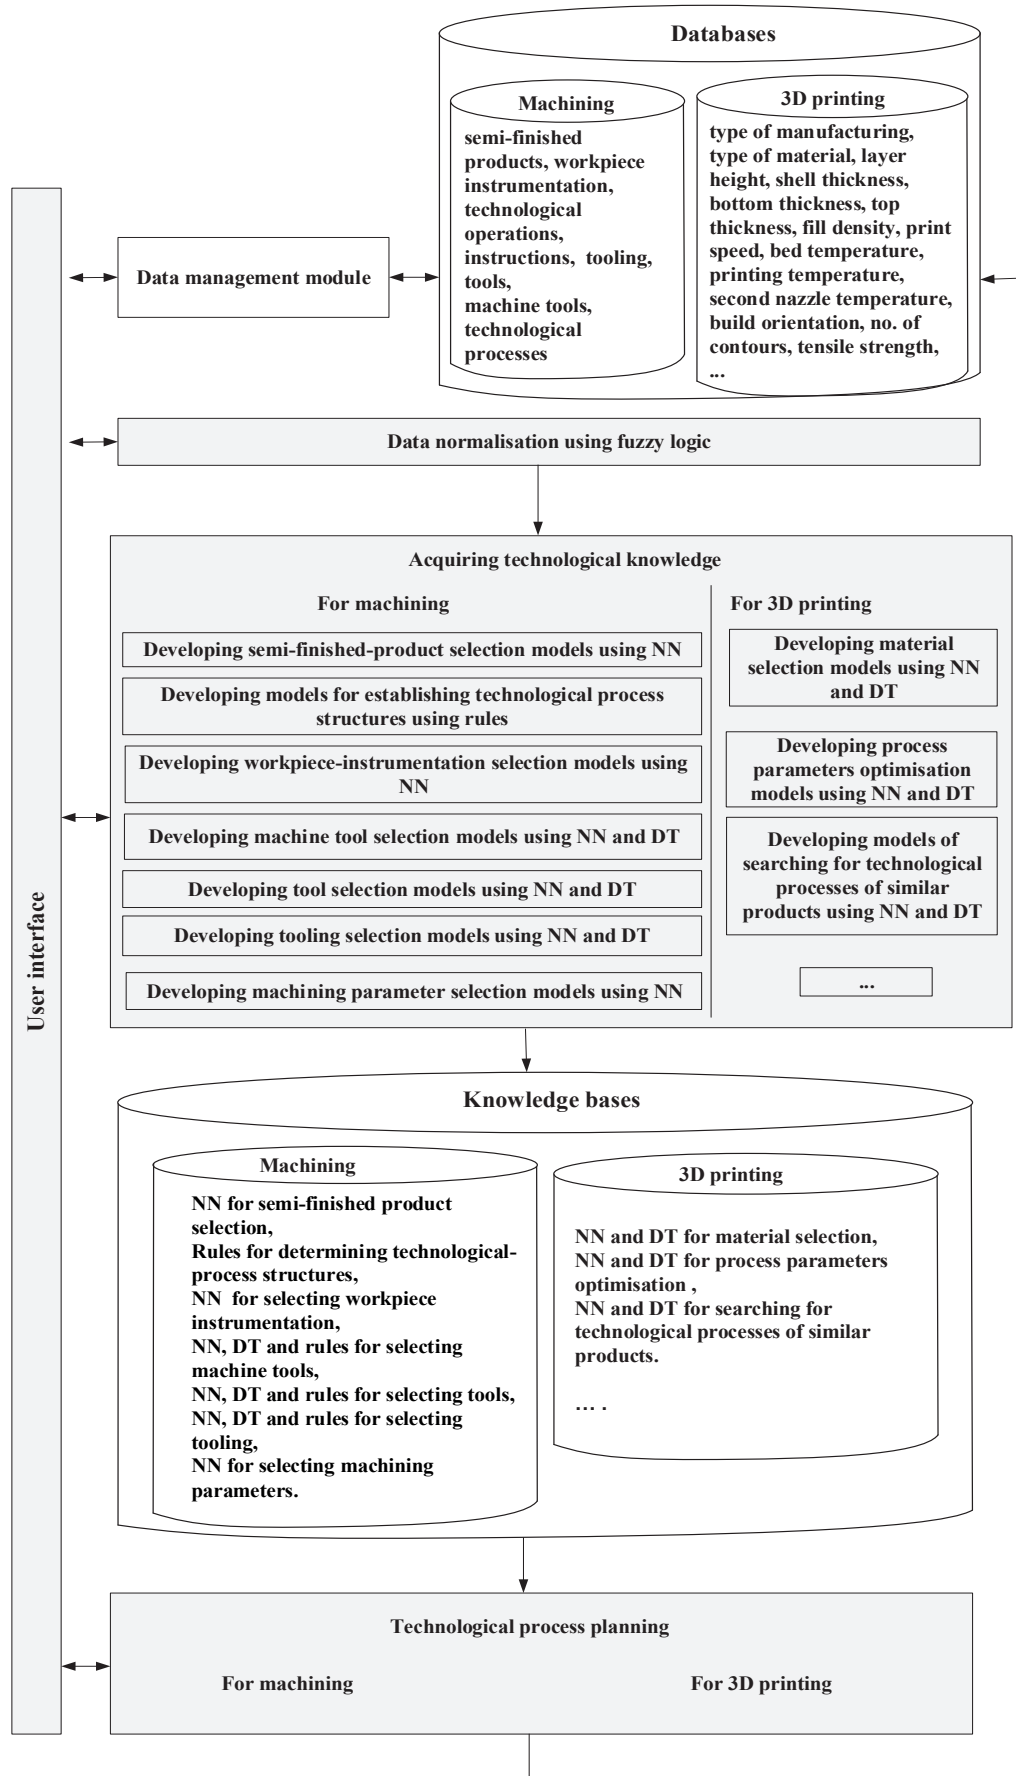 Databases
Machining
semi-finished
products, workpiece
instrumentation,
technological
operations,
instructions, tooling,
tools,
machine tools,
technological
processes
3D printing
type of manufacturing,
type of material, layer
height, shell thickness,
bottom thickness, top
thickness, fill density, print
speed, bed temperature,
printing temperature,
second nazzle temperature,
build orientation, no. of
contours, tensile strength,
...
Data management module
User interface
Data normalisation using fuzzy logic
Acquiring technological knowledge
For machining
Developing semi-finished-product selection models using NN
Developing models for establishing technological process
structures using rules
Developing workpiece-instrumentation selection models using
NN
Developing machine tool selection models using NN and DT
Developing tool selection models using NN and DT
Developing tooling selection models using NN and DT
Developing machining parameter selection models using NN
For 3D printing
Developing material
selection models using NN
and DT
Developing process
parameters optimisation
models using NN and DT
Developing models of
searching for technological
processes of similar
products using NN and DT
...
Knowledge bases
Machining
NN for semi-finished product
selection,
Rules for determining technological-
process structures,
NN for selecting workpiece
instrumentation,
NN, DT and rules for selecting
machine tools,
NN, DT and rules for selecting tools,
NN, DT and rules for selecting
tooling,
NN for selecting machining
parameters.
3D printing
NN and DT for material selection,
NN and DT for process parameters
optimisation ,
NN and DT for searching for
technological processes of similar
products.
... .
Technological process planning
For machining
For 3D printing